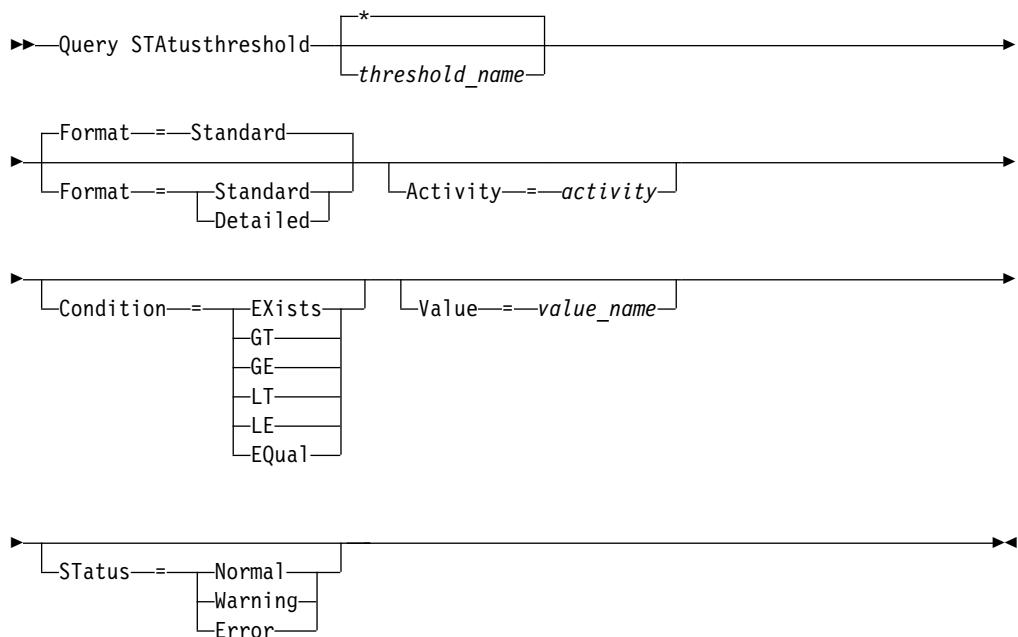 *
Query STAtusthreshold
threshold_name
Format = Standard
Format = Standard
Activity = activity
Detailed
Condition = EXists
Value = value_name
GT
GE
LT
LE
EQual
STatus = Normal
Warning
Error